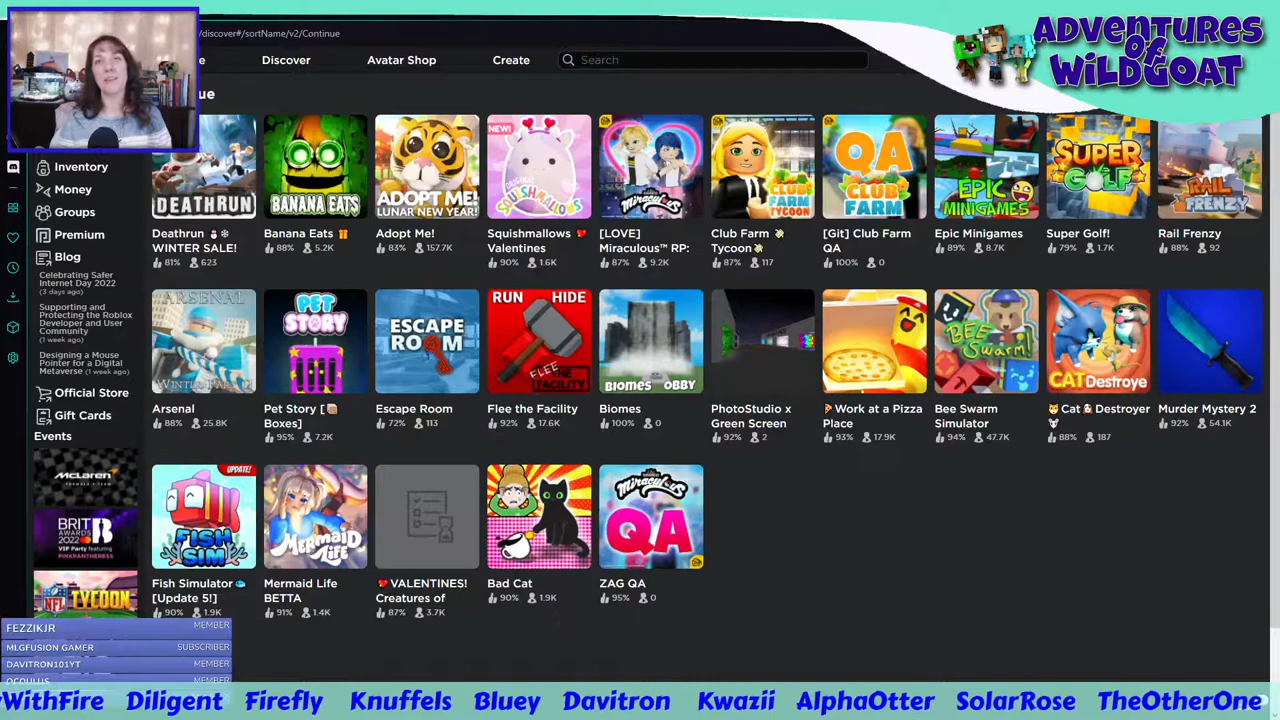 /discover#/sortName/v2/Continue
Discover
Avatar Shop
Create
Search
ADVENTURES
OF
WILDGOAT
Inventory
Money
Groups
Premium
Blog
Celebrating Safer
Internet Day 2022
(3 days ago)
Supporting and
Protecting the Roblox
Developer and User
Community
(1 week ago)
Designing a Mouse
Pointer for a Digital
Metaverse (1 week ago)
Official Store
Gift Cards
Events
McLaren
FORMULA 1 TEAM
BRIT
AWARDS
2022
VIP Party featuring
PINKPANTHERESS
NFL
TYCOON
DEATHRUN
Deathrun
WINTER SALE!
81% 623
BANANA EATS
Banana Eats
88% 5.2K
ADOPT ME!
LUNAR NEW YEAR!
Adopt Me!
83% 157.7K
NEW!
ORIGINAL
SQUISHMALLOWS
Squishmallows
Valentines
90% 1.6K
Miraculous
[LOVE]
Miraculous™ RP:
87% 9.2K
CLUB FARM
TYCOON
Club Farm
Tycoon
87% 117
QA
CLUB
FARM
[Git] Club Farm
QA
100% 0
EPIC
MINIGAMES
Epic Minigames
89% 8.7K
SUPER
GOLF
Super Golf!
79% 1.7K
RAIL
FRENZY
Rail Frenzy
88% 92
ARSENAL
Arsenal
88% 25.8K
PET
STORY
Pet Story [
Boxes]
95% 7.2K
ESCAPE
ROOM
Escape Room
72% 113
RUN HIDE
FLEE
THE
FACILITY
Flee the Facility
92% 17.6K
BIOMES OBBY
Biomes
100% 0
PhotoStudio x
Green Screen
92% 2
Work at a Pizza
Place
93% 17.9K
BEE SWARM!
Bee Swarm
Simulator
94% 47.7K
CAT Destroye
Cat Destroyer
88% 187
Murder Mystery 2
92% 54.1K
UPDATE!
FISH
SIM
Fish Simulator
[Update 5!]
90% 1.9K
MERMAID
LIFE
Mermaid Life
BETTA
91% 1.4K
VALENTINES!
Creatures of
87% 3.7K
Bad Cat
90% 1.9K
Miraculous
QA
ZAG QA
95% 0
FEZZIKJR MEMBER
MLGFUSION GAMER SUBSCRIBER
DAVITRON101YT MEMBER
WithFire Diligent Firefly Knuffels Bluey Davitron Kwazii AlphaOtter SolarRose TheOtherOne